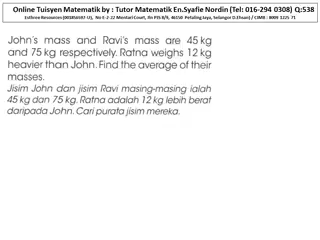 Online Tuisyen Matematik by : Tutor Matematik En.Syafie Nordin (Tel: 016-294 0308) Q:538
John's mass and Ravi's mass are 45 kg
and 75 kg respectively. Ratna weighs 12 kg
heavier than John. Find the average of their
masses.
Jisim John dan jisim Ravi masing-masing ialah
45 kg dan 75 kg. Ratna adalah 12 kg lebih berat
daripada John. Cari purata jisim mereka.